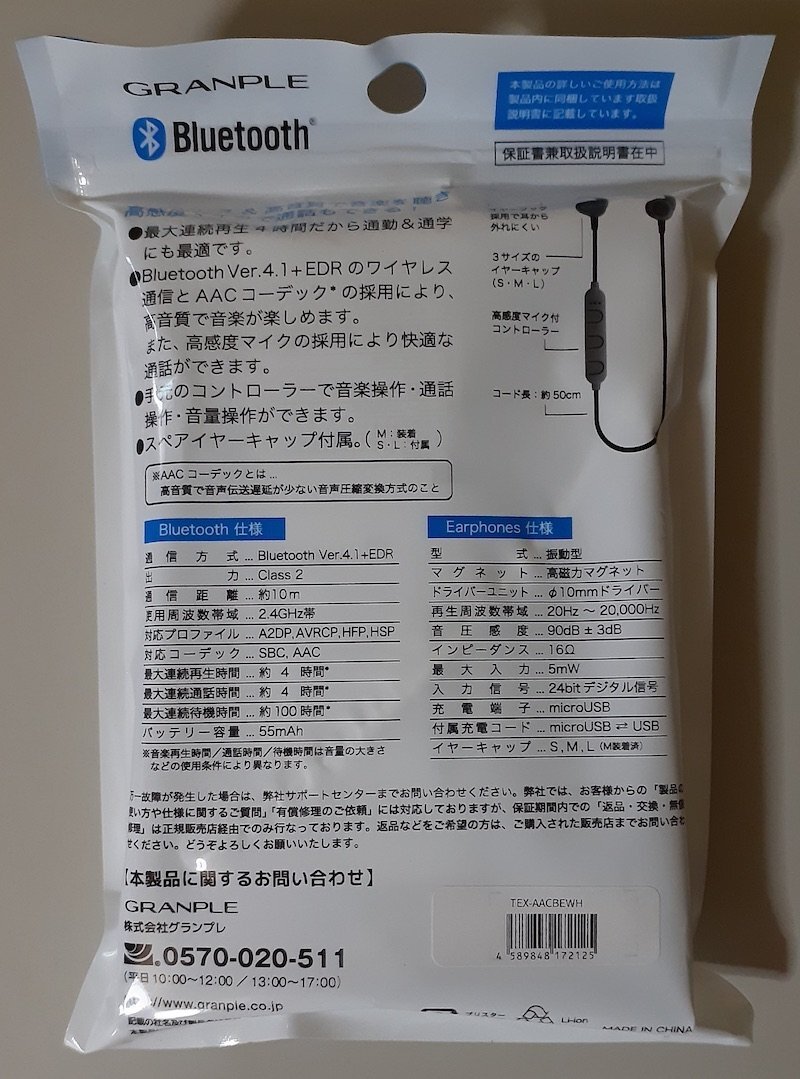 GRANPLE
Bluetooth®
本製品の詳しいご使用方法は
製品内に同梱しています取扱
説明書に記載しています。
保証書兼取扱説明書在中
●最大連続再生4時間だから通勤＆通学
にも最適です。
●Bluetooth Ver.4.1+EDRのワイヤレス
通信とAACコーデック*の採用により、
高音質で音楽が楽しめます。
また、高感度マイクの採用により快適な
通話ができます。
●手元のコントローラーで音楽操作・通話
操作・音量操作ができます。
●スペアイヤーキャップ付属。(M：装着 S・L：付属)
※AACコーデックとは...
高音質で音声伝送遅延が少ない音声圧縮変換方式のこと
採用で耳から
外れにくい
3サイズの
イヤーキャップ
(S・M・L)
高感度マイク付
コントローラー
コード長：約50cm
Bluetooth 仕様
通信方式...Bluetooth Ver.4.1+EDR
出力...Class 2
通信距離...約10m
使用周波数帯域...2.4GHz帯
対応プロファイル...A2DP,AVRCP,HFP,HSP
対応コーデック...SBC, AAC
最大連続再生時間...約 4 時間*
最大連続通話時間...約 4 時間*
最大連続待機時間...約100時間*
バッテリー容量...55mAh
※音楽再生時間／通話時間／待機時間は音量の大きさ
などの使用条件により異なります。
Earphones 仕様
型式...振動型
マグネット...高磁力マグネット
ドライバーユニット...φ10mmドライバー
再生周波数帯域...20Hz～20,000Hz
音圧感度...90dB±3dB
インピーダンス...16Ω
最大入力...5mW
入力信号...24bitデジタル信号
充電端子...microUSB
付属充電コード...microUSB⇄USB
イヤーキャップ...S,M,L(M装着済)
万一故障が発生した場合は、弊社サポートセンターまでお問い合わせください。弊社では、お客様からの「製品の
使い方や仕様に関するご質問」「有償修理のご依頼」には対応しておりますが、保証期間内での「返品・交換・無償
修理」は正規販売店経由でのみ行なっております。返品などをご希望の方は、ご購入された販売店までお問い合わ
せください。どうぞよろしくお願いいたします。
【本製品に関するお問い合わせ】
GRANPLE
株式会社グランプレ
0570-020-511
(平日10:00～12:00／13:00～17:00)
//www.granple.co.jp
TEX-AACBEWH
4 589848 172125
ブリスター
Li-ion
MADE IN CHINA